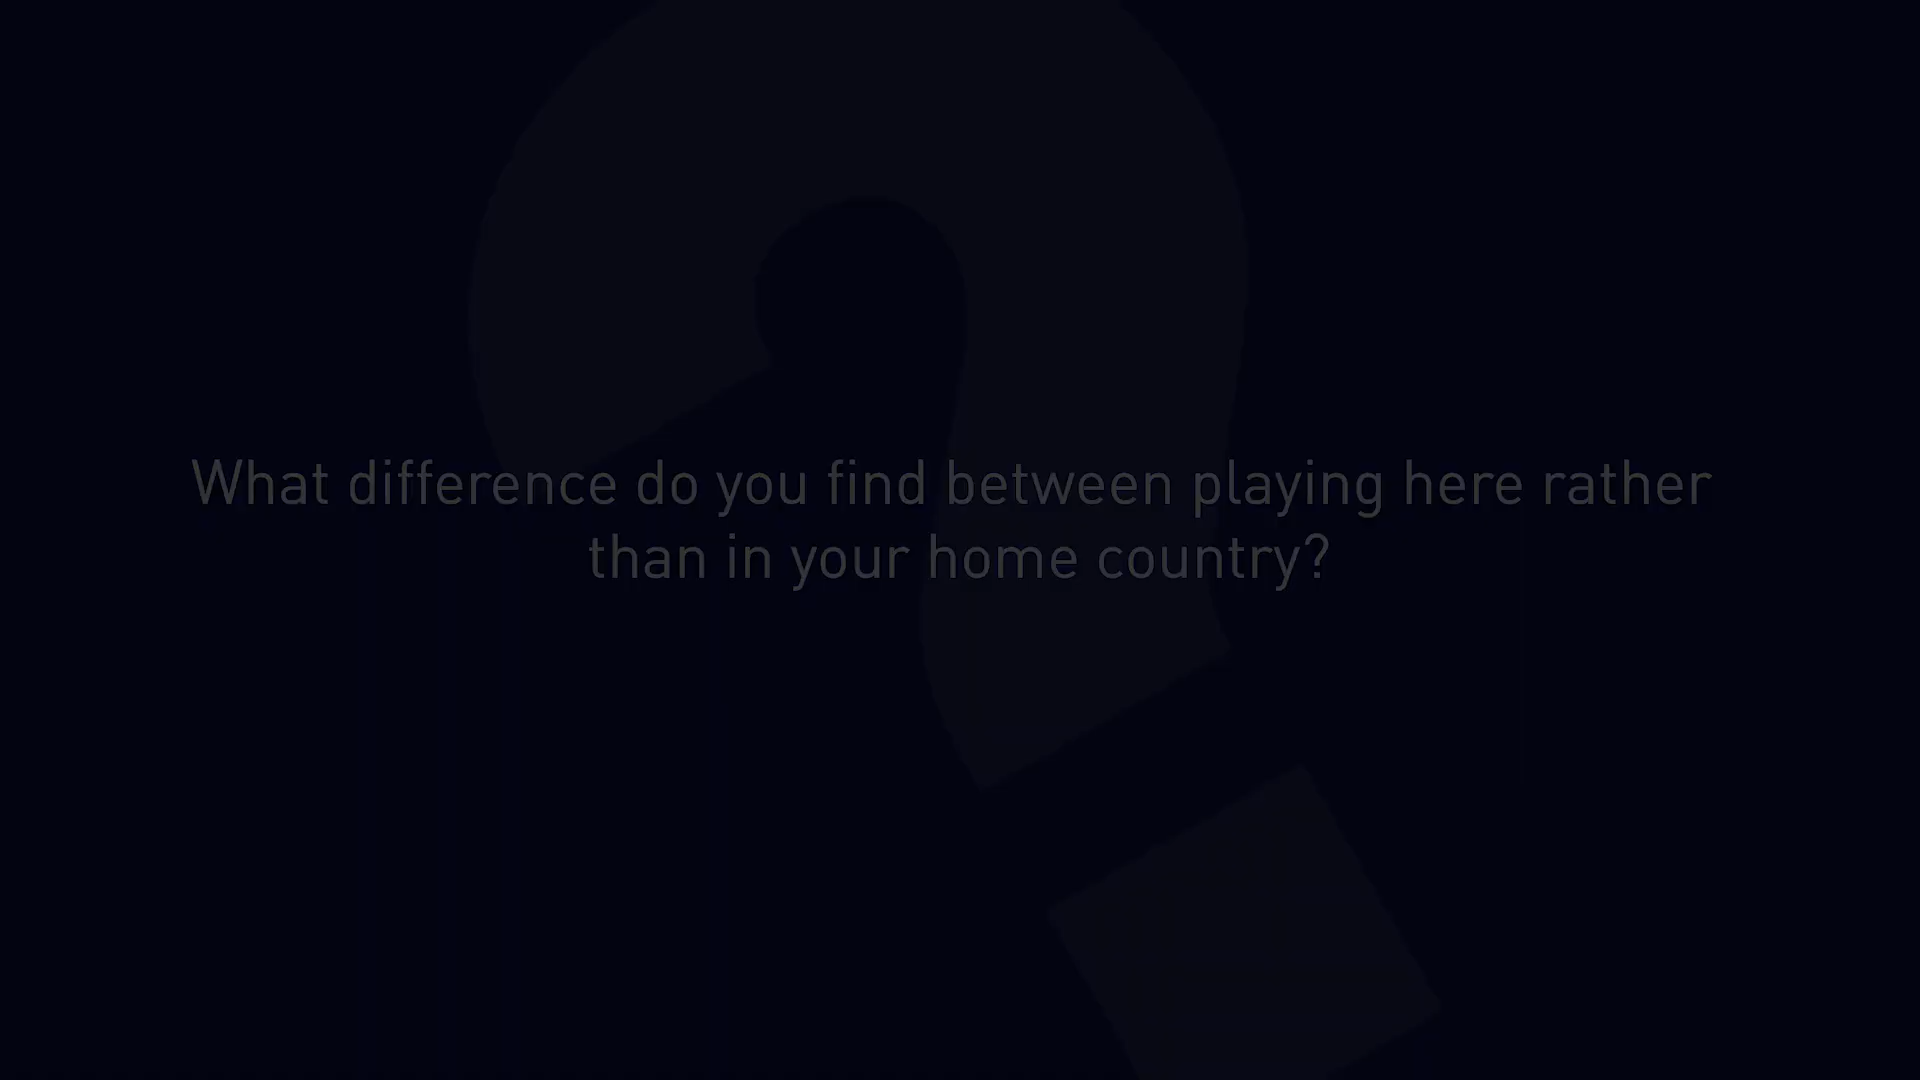 What difference do you find between playing here rather
than in your home country?